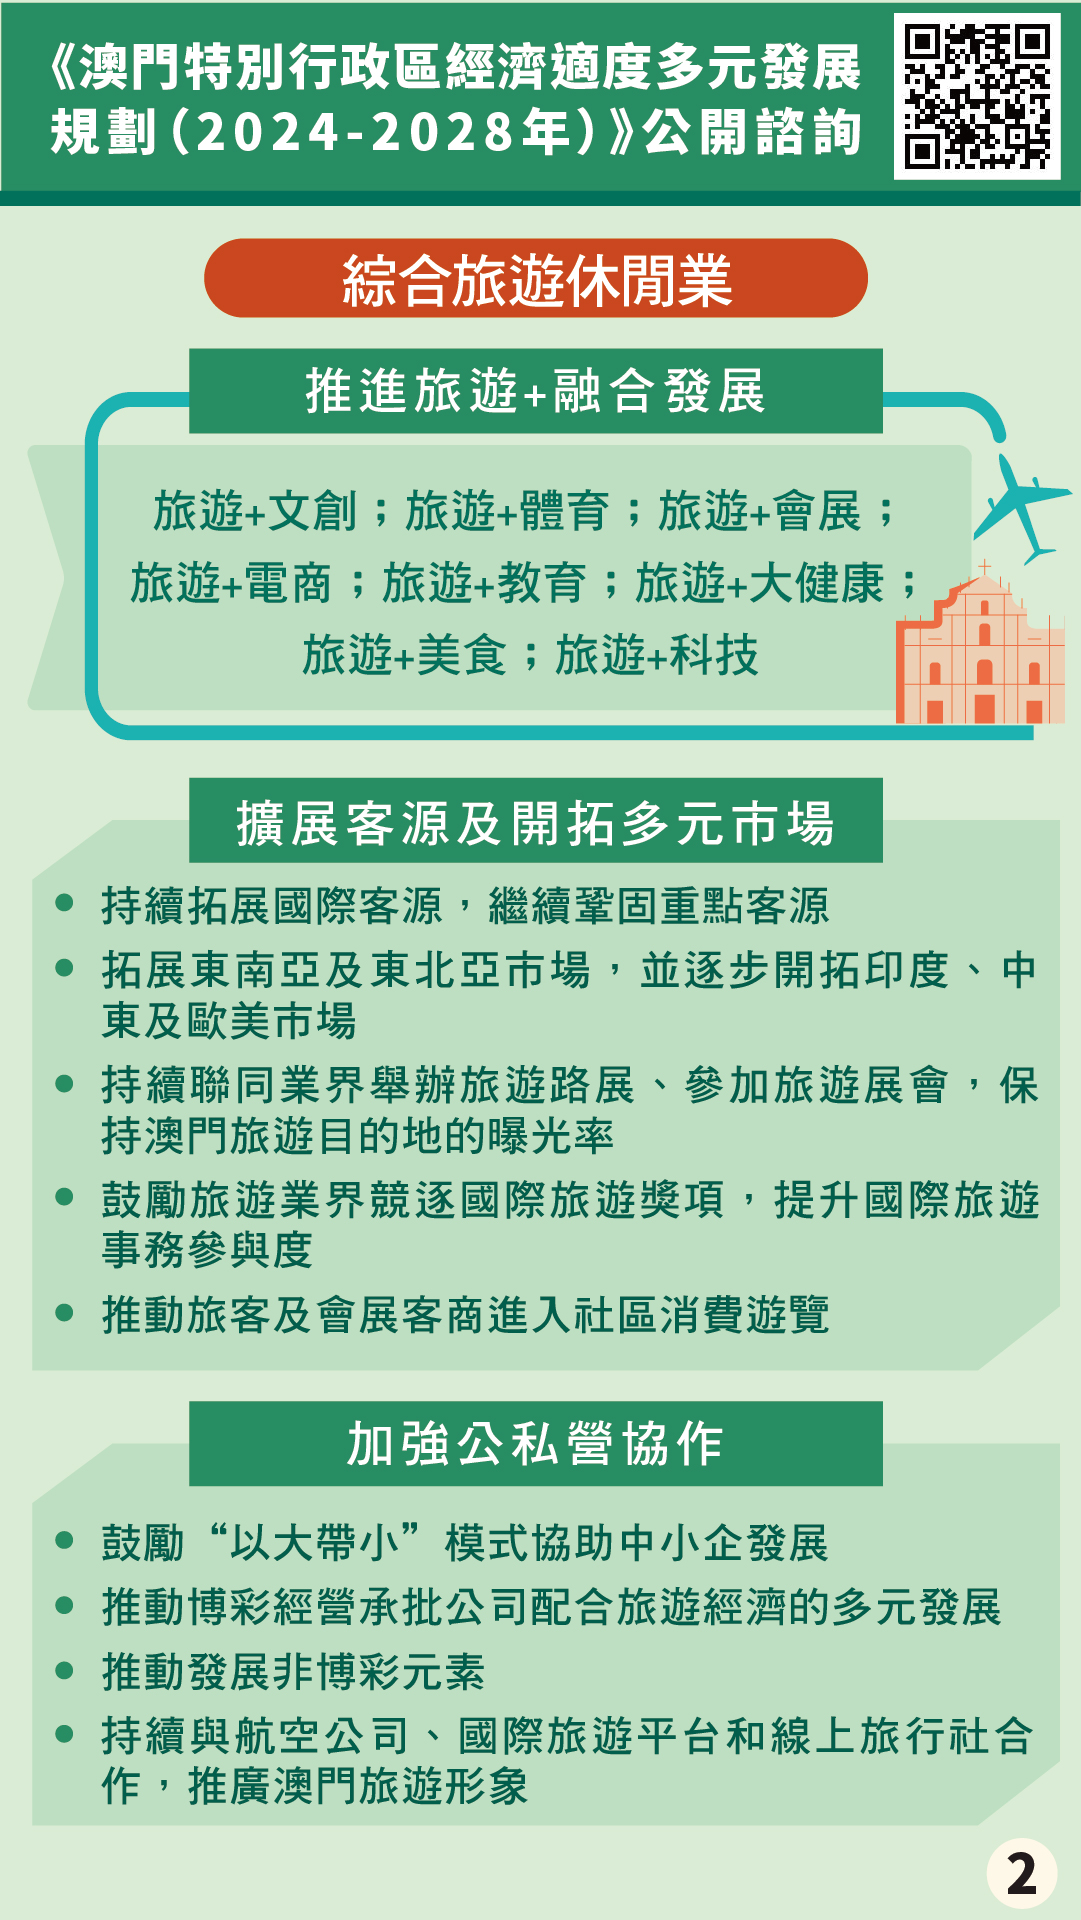 《澳門特別行政區經濟適度多元發展
規劃(2024-2028年)》公開諮詢
綜合旅遊休閒業
推進旅遊+融合發展
旅遊+文創；旅遊+體育；旅遊+會展；
旅遊+電商；旅遊+教育；旅遊+大健康；
旅遊+美食；旅遊+科技
擴展客源及開拓多元市場
● 持續拓展國際客源，繼續鞏固重點客源
● 拓展東南亞及東北亞市場，並逐步開拓印度、中
東及歐美市場
● 持續聯同業界舉辦旅遊路展、參加旅遊展會，保
持澳門旅遊目的地的曝光率
● 鼓勵旅遊業界競逐國際旅遊獎項，提升國際旅遊
事務參與度
● 推動旅客及會展客商進入社區消費遊覽
加強公私營協作
● 鼓勵“以大帶小”模式協助中小企發展
● 推動博彩經營承批公司配合旅遊經濟的多元發展
● 推動發展非博彩元素
● 持續與航空公司、國際旅遊平台和線上旅行社合
作，推廣澳門旅遊形象
2